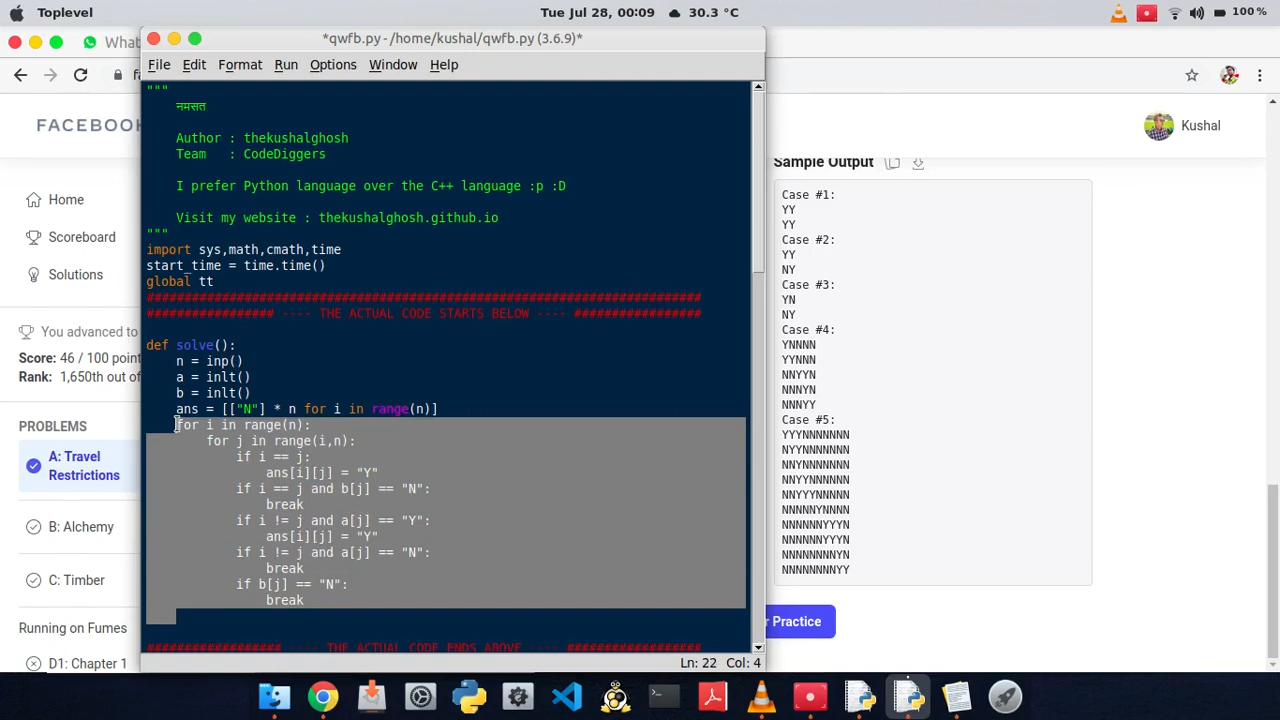 Toplevel
Tue Jul 28, 00:09
30.3 °C
100 %
What
*qwfb.py - /home/kushal/qwfb.py (3.6.9)*
File Edit Format Run Options Window Help
FACEBOOK
Home
Scoreboard
Solutions
You advanced to
Score: 46 / 100 point
Rank: 1,650th out of
PROBLEMS
A: Travel
Restrictions
B: Alchemy
C: Timber
Running on Fumes
D1: Chapter 1
"""
नमसत
Author : thekushalghosh
Team : CodeDiggers
I prefer Python language over the C++ language :p :D
Visit my website : thekushalghosh.github.io
"""
import sys,math,cmath,time
start_time = time.time()
global tt
##########################################################################
################# ---- THE ACTUAL CODE STARTS BELOW ---- #################
def solve():
n = inp()
a = inlt()
b = inlt()
ans = [["N"] * n for i in range(n)]
for i in range(n):
for j in range(i,n):
if i == j:
ans[i][j] = "Y"
if i == j and b[j] == "N":
break
if i != j and a[j] == "Y":
ans[i][j] = "Y"
if i != j and a[j] == "N":
break
if b[j] == "N":
break
################## ---- THE ACTUAL CODE ENDS ABOVE ---- ##################
Ln: 22 Col: 4
Kushal
Sample Output
Case #1:
YY
YY
Case #2:
YY
NY
Case #3:
YN
NY
Case #4:
YNNNN
YYNNN
NNYYN
NNNYN
NNNYY
Case #5:
YYYNNNNNNN
NYYNNNNNNN
NNYNNNNNNN
NNYYNNNNNN
NNYYYNNNNN
NNNNNYNNNN
NNNNNNYYYN
NNNNNNYYYN
NNNNNNNNYN
NNNNNNNNYY
Practice